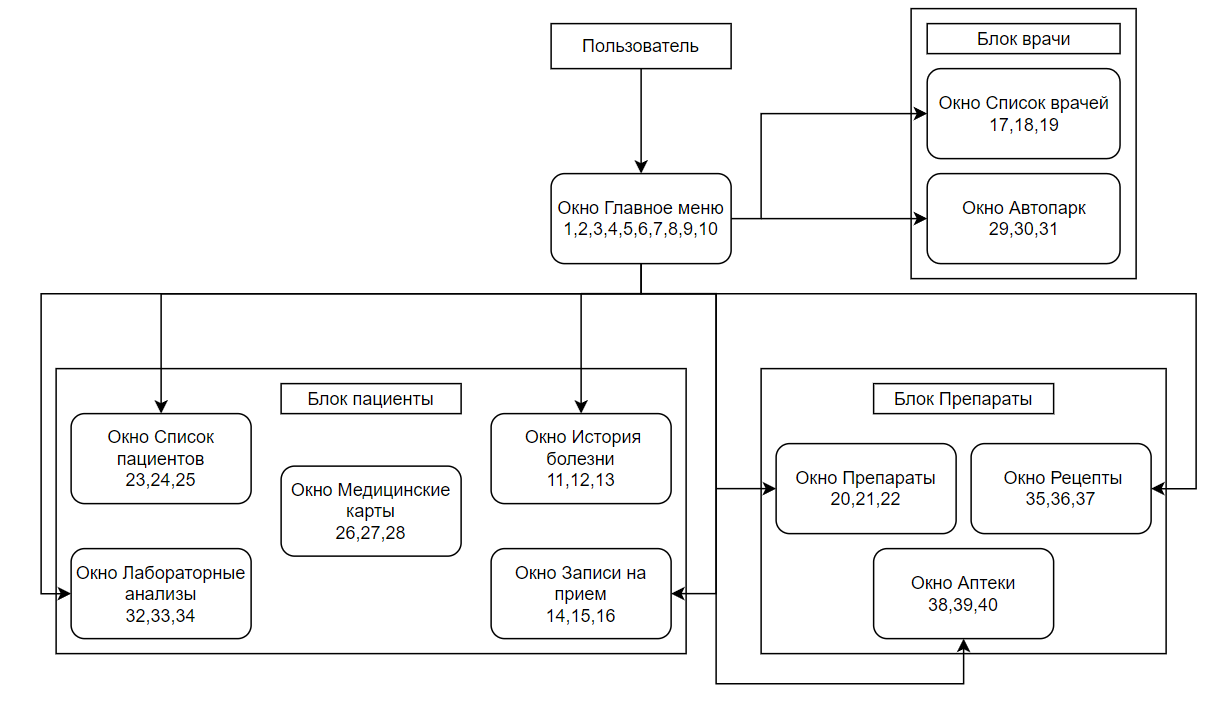 Пользователь
Блок врачи
Окно Список врачей
17,18,19
Окно Главное меню
1,2,3,4,5,6,7,8,9,10
Окно Автопарк
29,30,31
Блок пациенты
Окно Список
пациентов
23,24,25
Окно История
болезни
11,12,13
Окно Медицинские
карты
26,27,28
Окно Лабораторные
анализы
32,33,34
Окно Записи на
прием
14,15,16
Блок Препараты
Окно Препараты
20,21,22
Окно Рецепты
35,36,37
Окно Аптеки
38,39,40